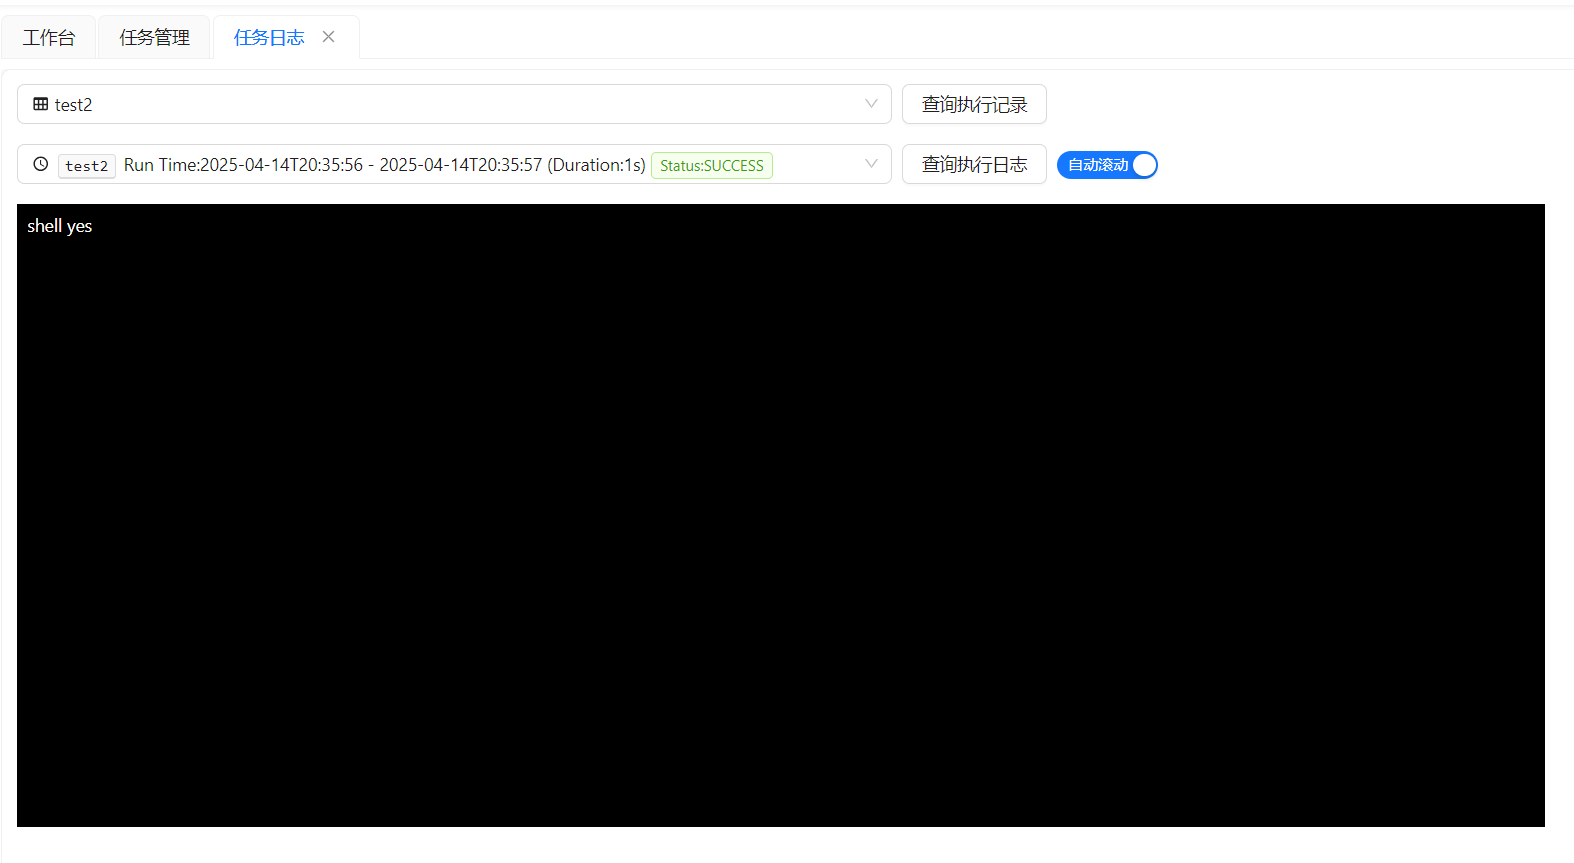 工作台 任务管理 任务日志
test2 查询执行记录
test2 Run Time:2025-04-14T20:35:56 - 2025-04-14T20:35:57 (Duration:1s) Status:SUCCESS 查询执行日志 自动滚动
shell yes